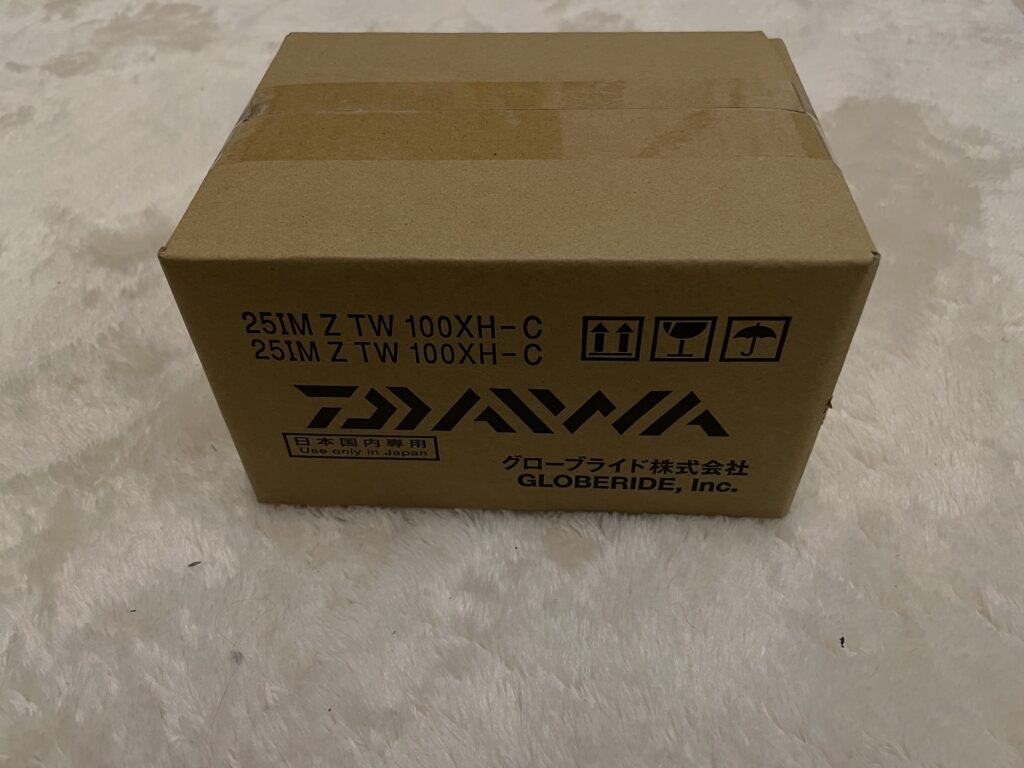 25IM Z TW 100XH-C
25IM Z TW 100XH-C
DAIWA
日本国内専用
Use only in Japan
グローブライド株式会社
GLOBERIDE, Inc.